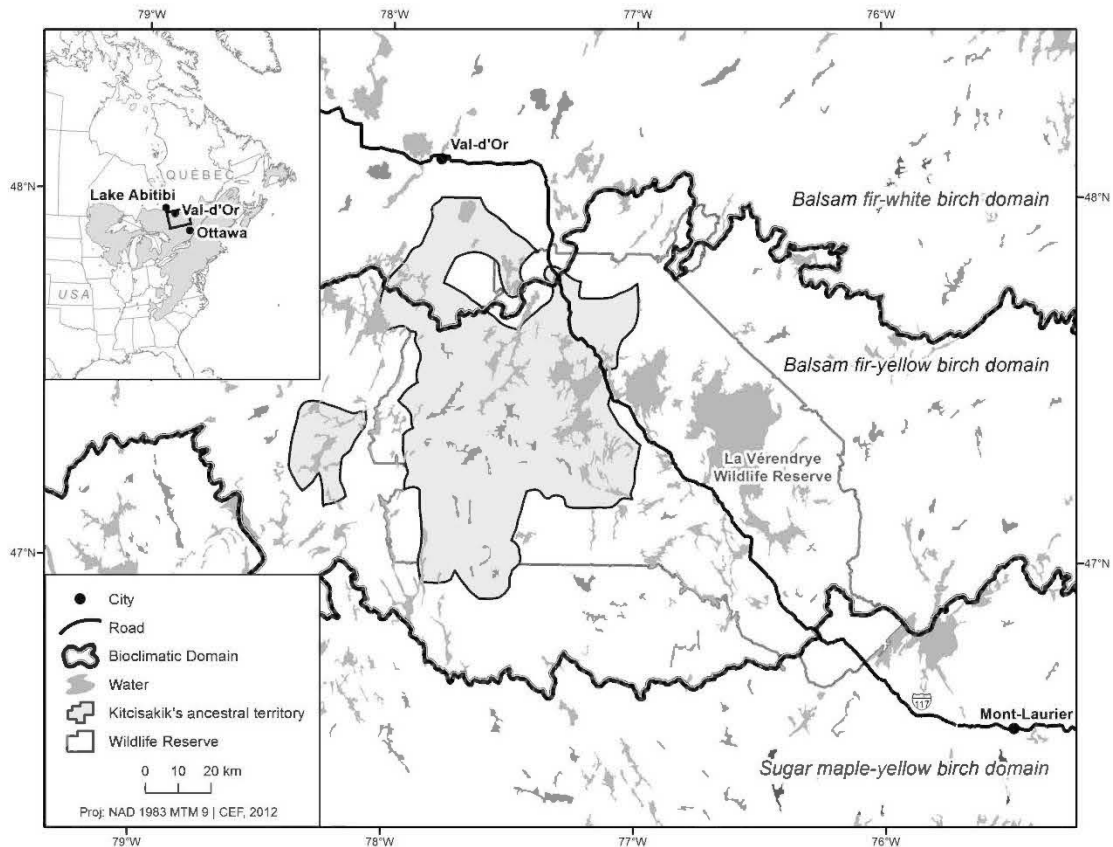 79°W
78°W
77°W
76°W
QUÉBEC
Lake Abitibi
Val-d'Or
Ottawa
USA
Val-d'Or
48°N
48°N
Balsam fir-white birch domain
Balsam fir-yellow birch domain
La Vérendrye
Wildlife Reserve
47°N
47°N
City
Road
Bioclimatic Domain
Water
Kitcisakik's ancestral territory
Wildlife Reserve
0 10 20 km
Proj: NAD 1983 MTM 9 | CEF, 2012
117
Mont-Laurier
Sugar maple-yellow birch domain
79°W
78°W
77°W
76°W